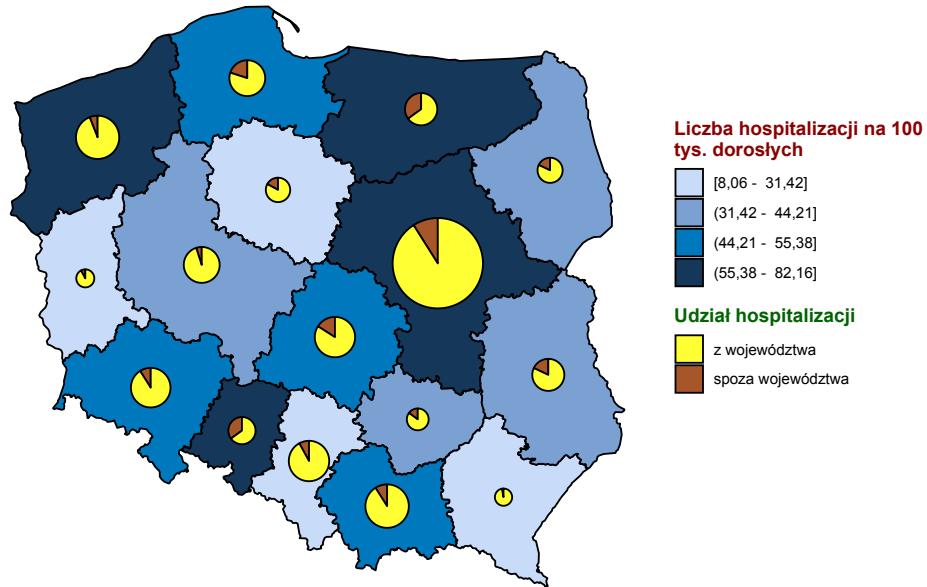 Liczba hospitalizacji na 100
tys. dorosłych
[8,06 - 31,42]
(31,42 - 44,21]
(44,21 - 55,38]
(55,38 - 82,16]
Udział hospitalizacji
z województwa
spoza województwa